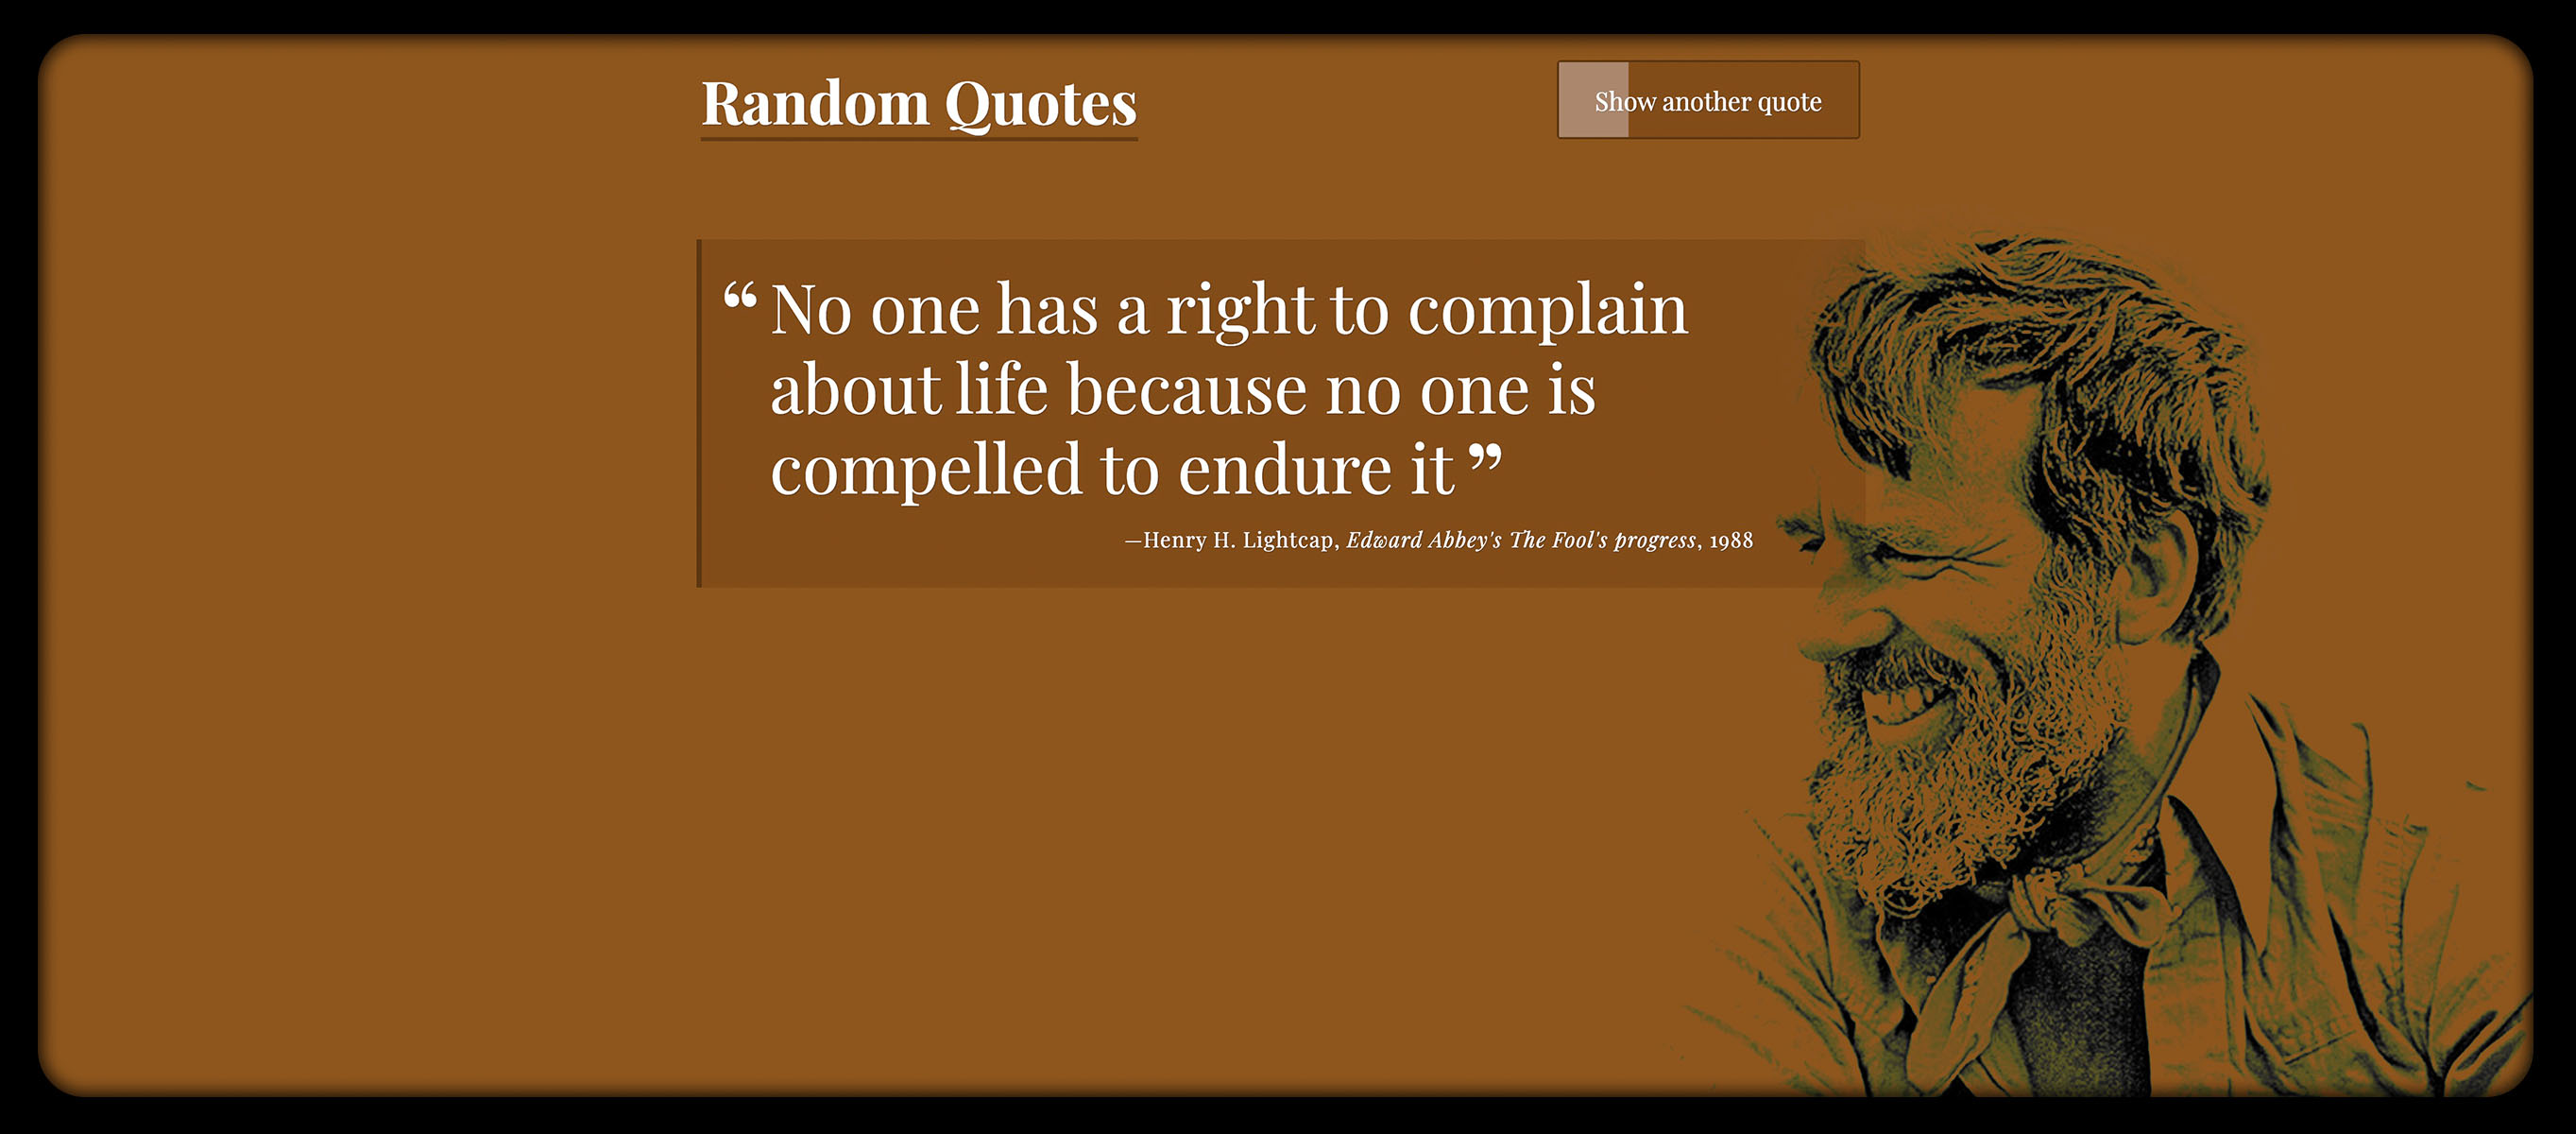 Random Quotes
Show another quote
“ No one has a right to complain
about life because no one is
compelled to endure it ”
—Henry H. Lightcap, Edward Abbey's The Fool's progress, 1988